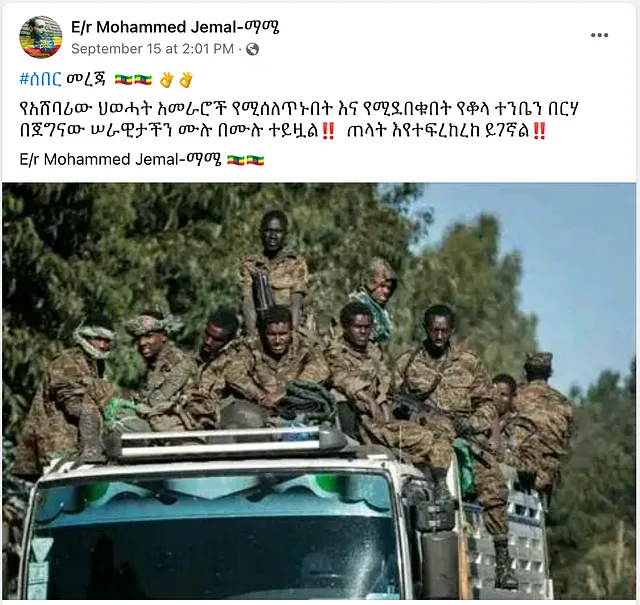 E/r Mohammed Jemal-ማሜ
September 15 at 2:01 PM ·
#ሰበር መረጃ 🇪🇹🇪🇹 👌👌
የአሸባሪው ህወሓት አመራሮች የሚሰለጥኑበት እና የሚደበቁበት የቆላ ተንቤን በርሃ
በጀግናው ሠራዊታችን ሙሉ በሙሉ ተይዟል‼️ ጠላት እየተፍረከረከ ይገኛል‼️
E/r Mohammed Jemal-ማሜ 🇪🇹🇪🇹